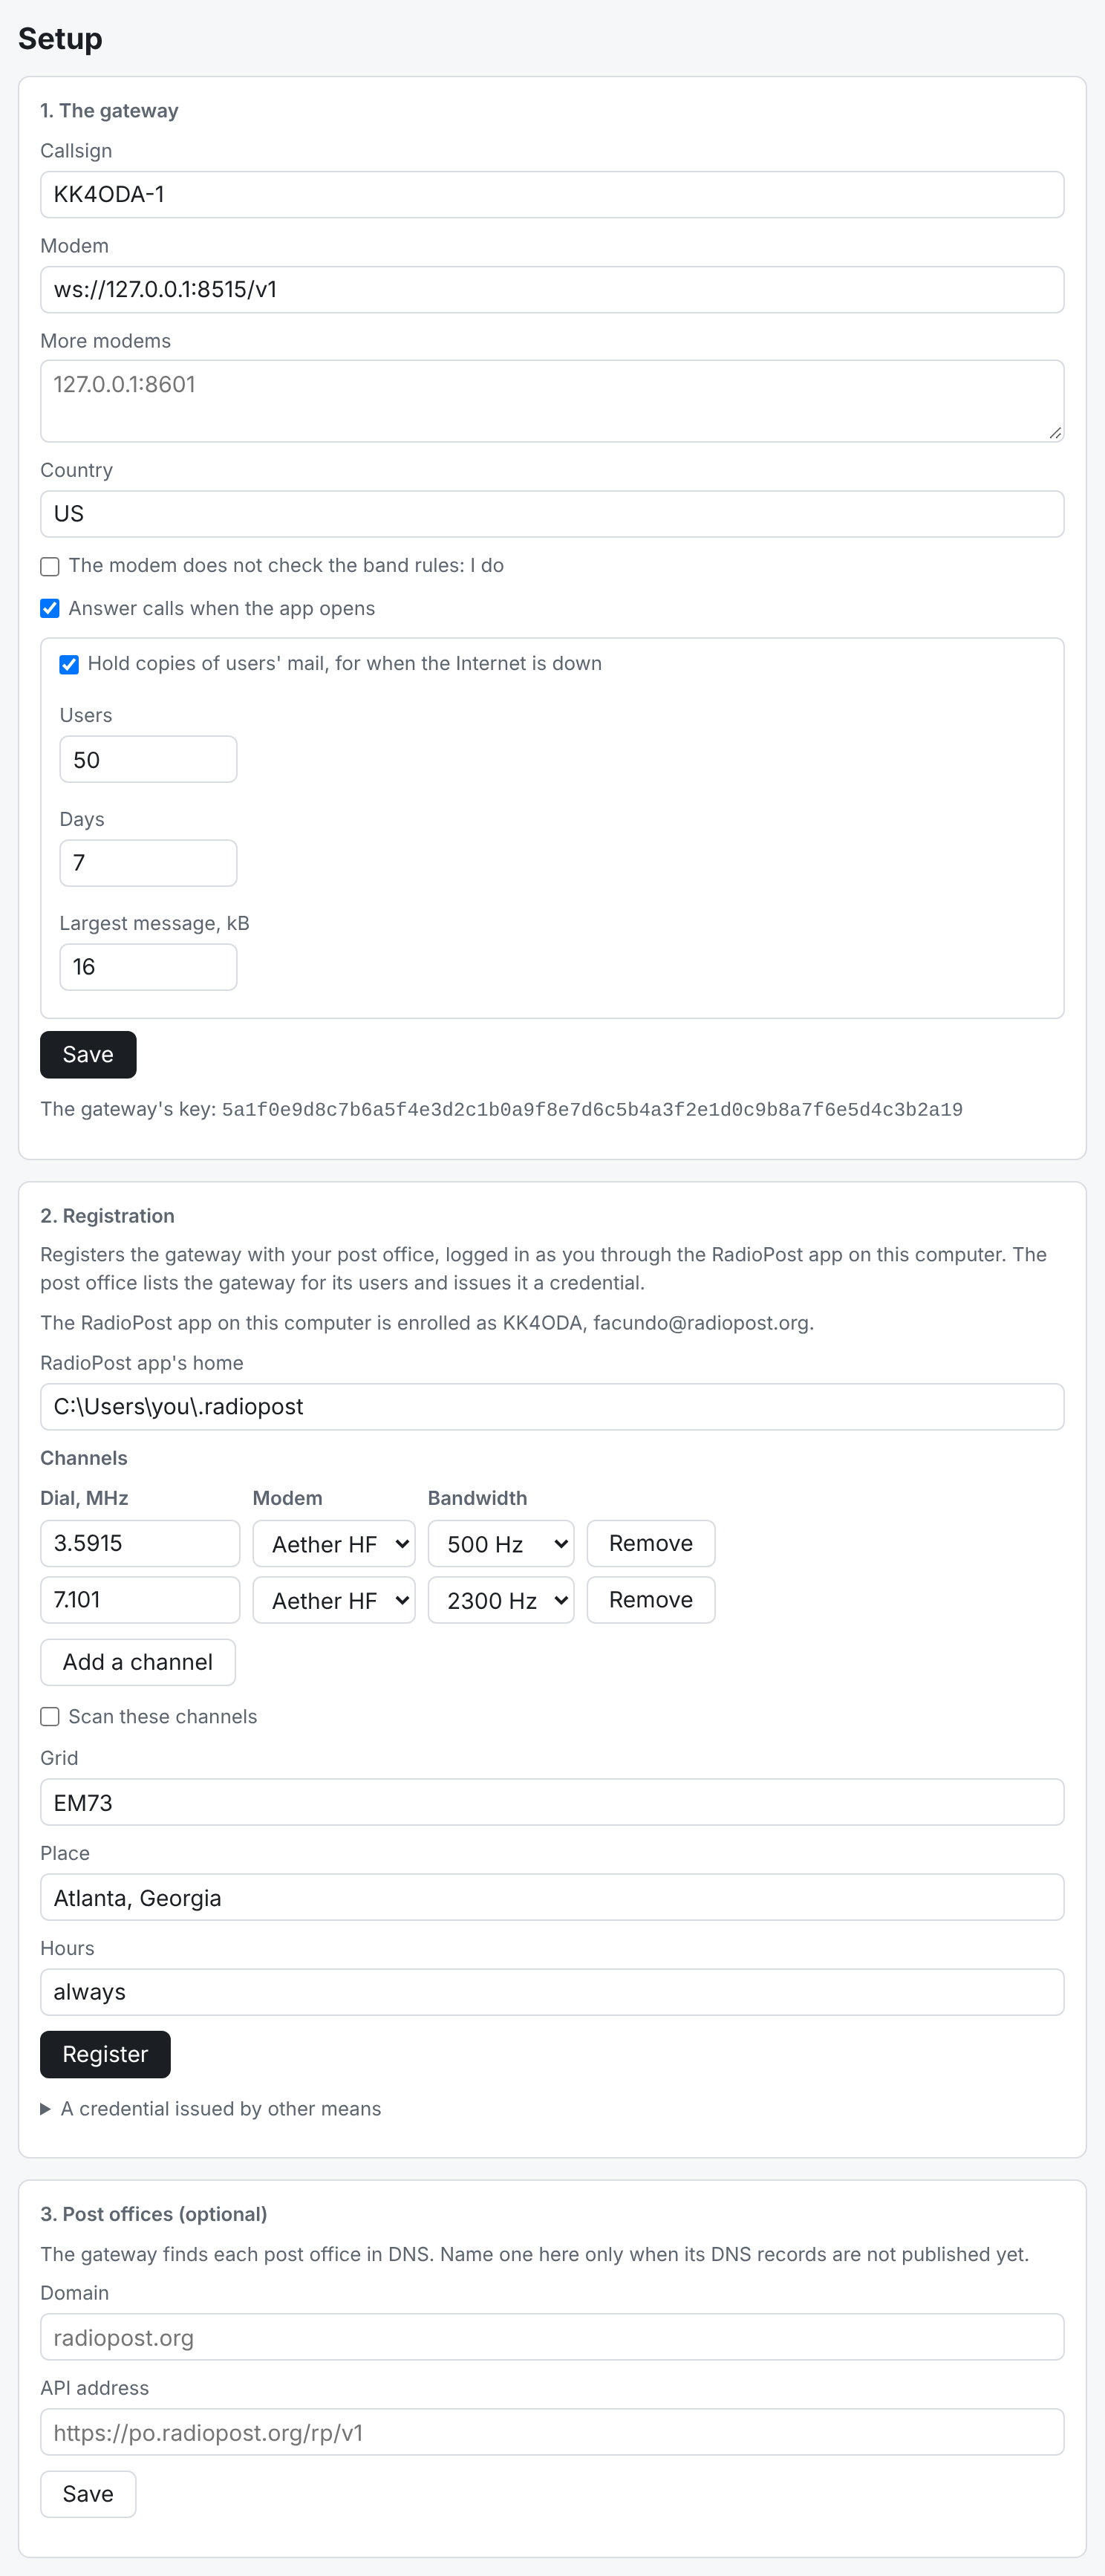 Setup
1. The gateway
Callsign
KK4ODA-1
Modem
ws://127.0.0.1:8515/v1
More modems
127.0.0.1:8601
Country
US
The modem does not check the band rules: I do
Answer calls when the app opens
Hold copies of users' mail, for when the Internet is down
Users
50
Days
7
Largest message, kB
16
Save
The gateway's key: 5a1f0e9d8c7b6a5f4e3d2c1b0a9f8e7d6c5b4a3f2e1d0c9b8a7f6e5d4c3b2a19
2. Registration
Registers the gateway with your post office, logged in as you through the RadioPost app on this computer. The
post office lists the gateway for its users and issues it a credential.
The RadioPost app on this computer is enrolled as KK4ODA, facundo@radiopost.org.
RadioPost app's home
C:\Users\you\.radiopost
Channels
Dial, MHz Modem Bandwidth
3.5915 Aether HF 500 Hz Remove
7.101 Aether HF 2300 Hz Remove
Add a channel
Scan these channels
Grid
EM73
Place
Atlanta, Georgia
Hours
always
Register
A credential issued by other means
3. Post offices (optional)
The gateway finds each post office in DNS. Name one here only when its DNS records are not published yet.
Domain
radiopost.org
API address
https://po.radiopost.org/rp/v1
Save